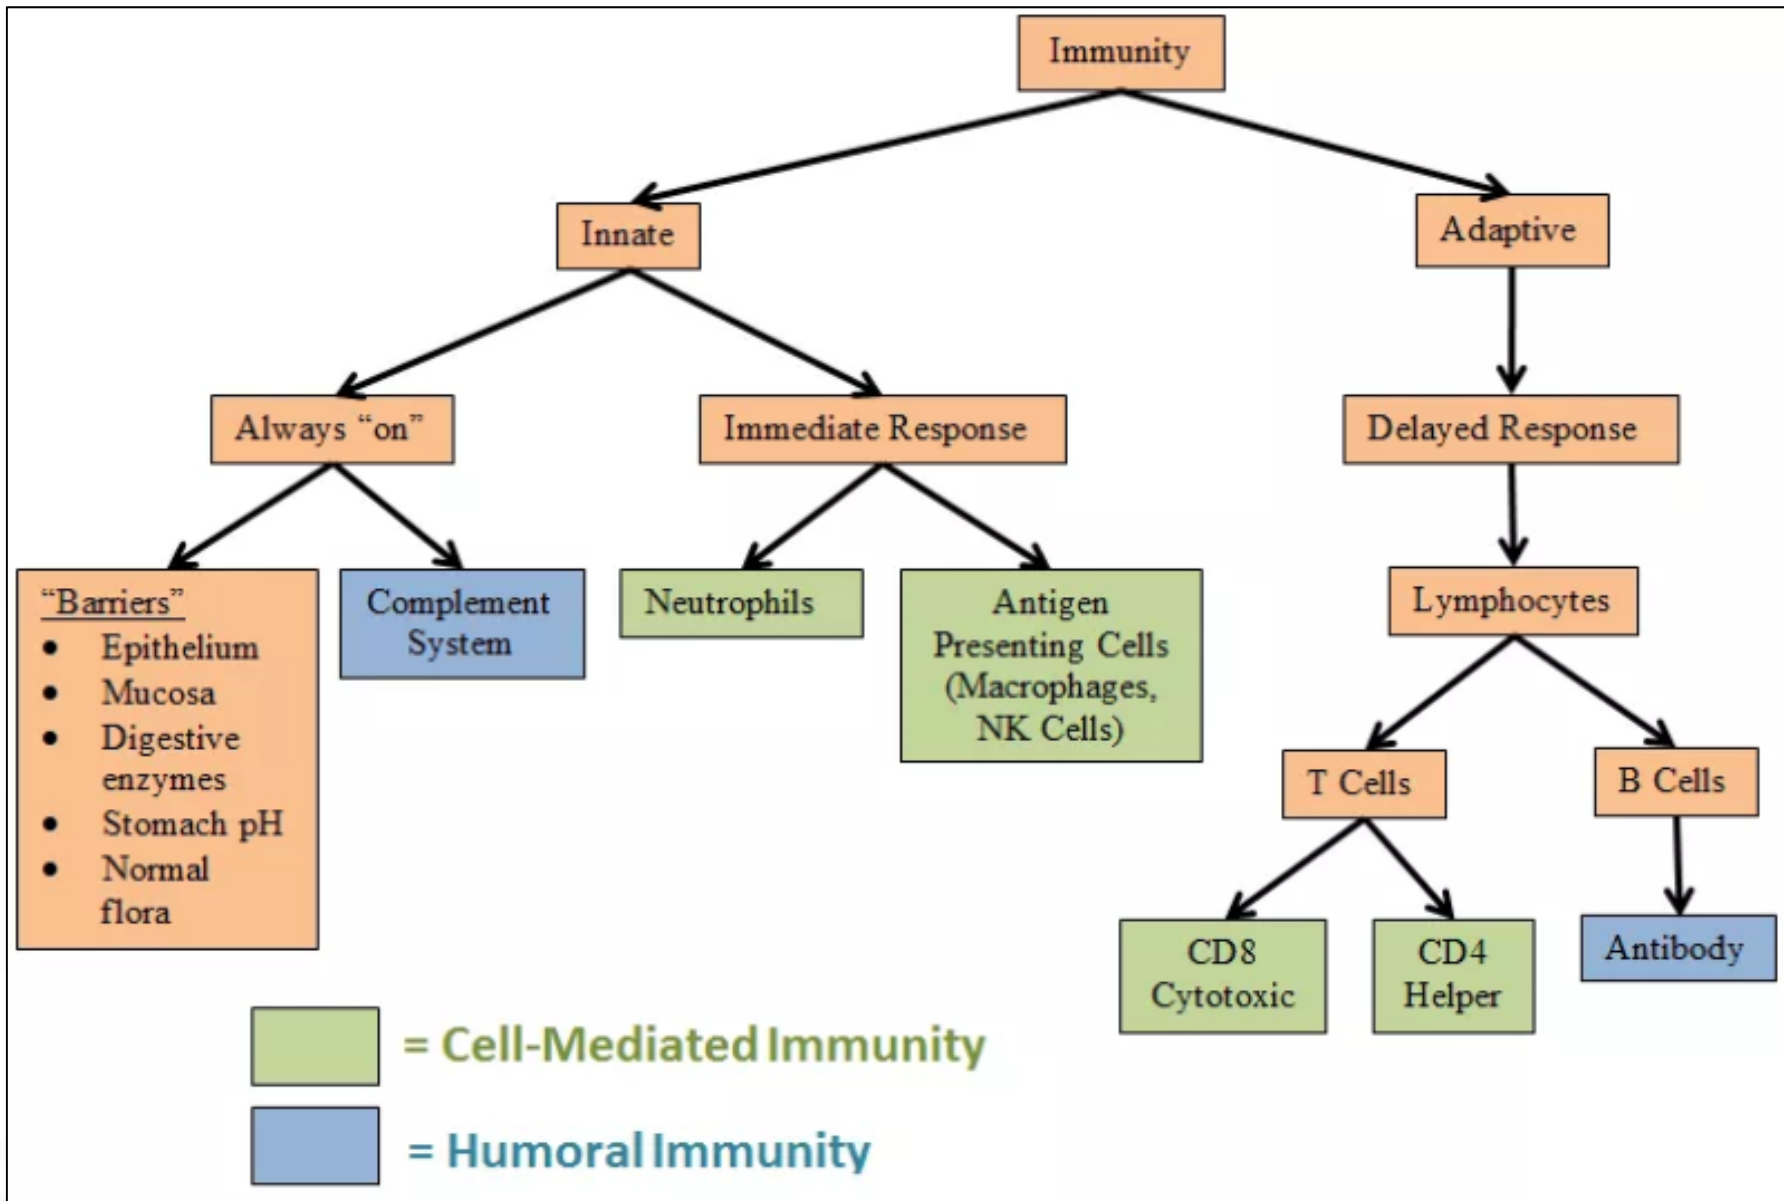 Immunity
Innate
Adaptive
Always “on”
Immediate Response
Delayed Response
“Barriers”
• Epithelium
• Mucosa
• Digestive
enzymes
• Stomach pH
• Normal
flora
Complement
System
Neutrophils
Antigen
Presenting Cells
(Macrophages,
NK Cells)
Lymphocytes
T Cells
B Cells
CD8
Cytotoxic
CD4
Helper
Antibody
= Cell-Mediated Immunity
= Humoral Immunity